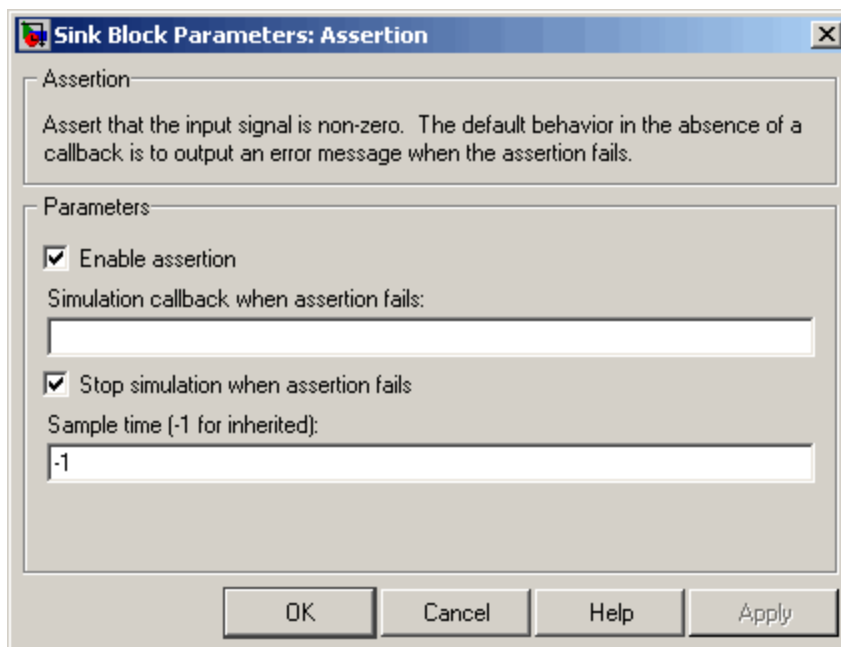 Sink Block Parameters: Assertion
Assertion
Assert that the input signal is non-zero. The default behavior in the absence of a
callback is to output an error message when the assertion fails.
Parameters
Enable assertion
Simulation callback when assertion fails:
Stop simulation when assertion fails
Sample time (-1 for inherited):
-1
OK Cancel Help Apply